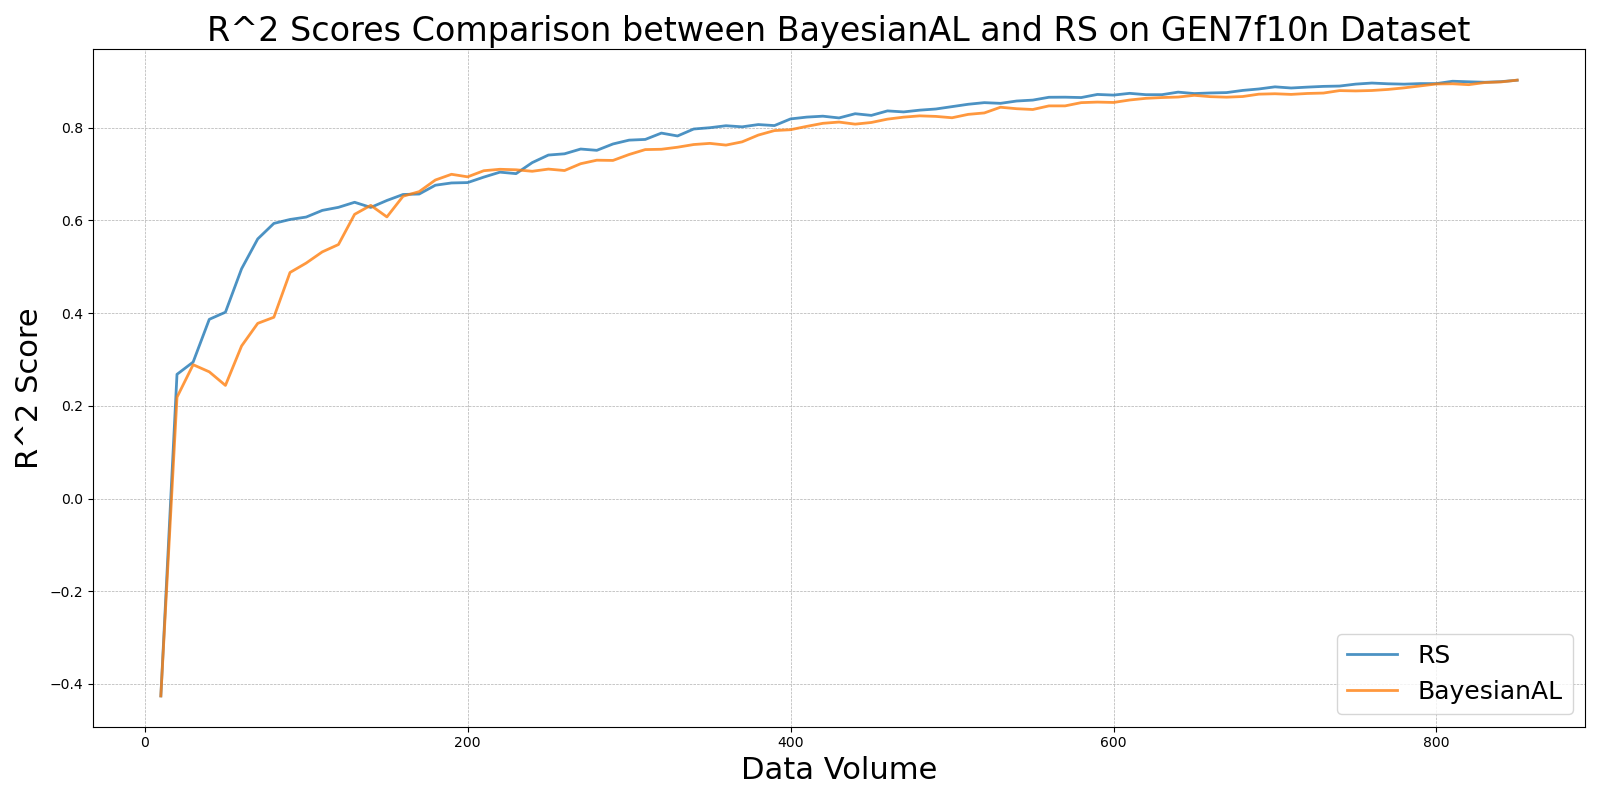 R^2 Scores Comparison between BayesianAL and RS on GEN7f10n Dataset
R^2 Score
0.8
0.6
0.4
0.2
0.0
−0.2
−0.4
0 200 400 600 800
Data Volume
RS
BayesianAL